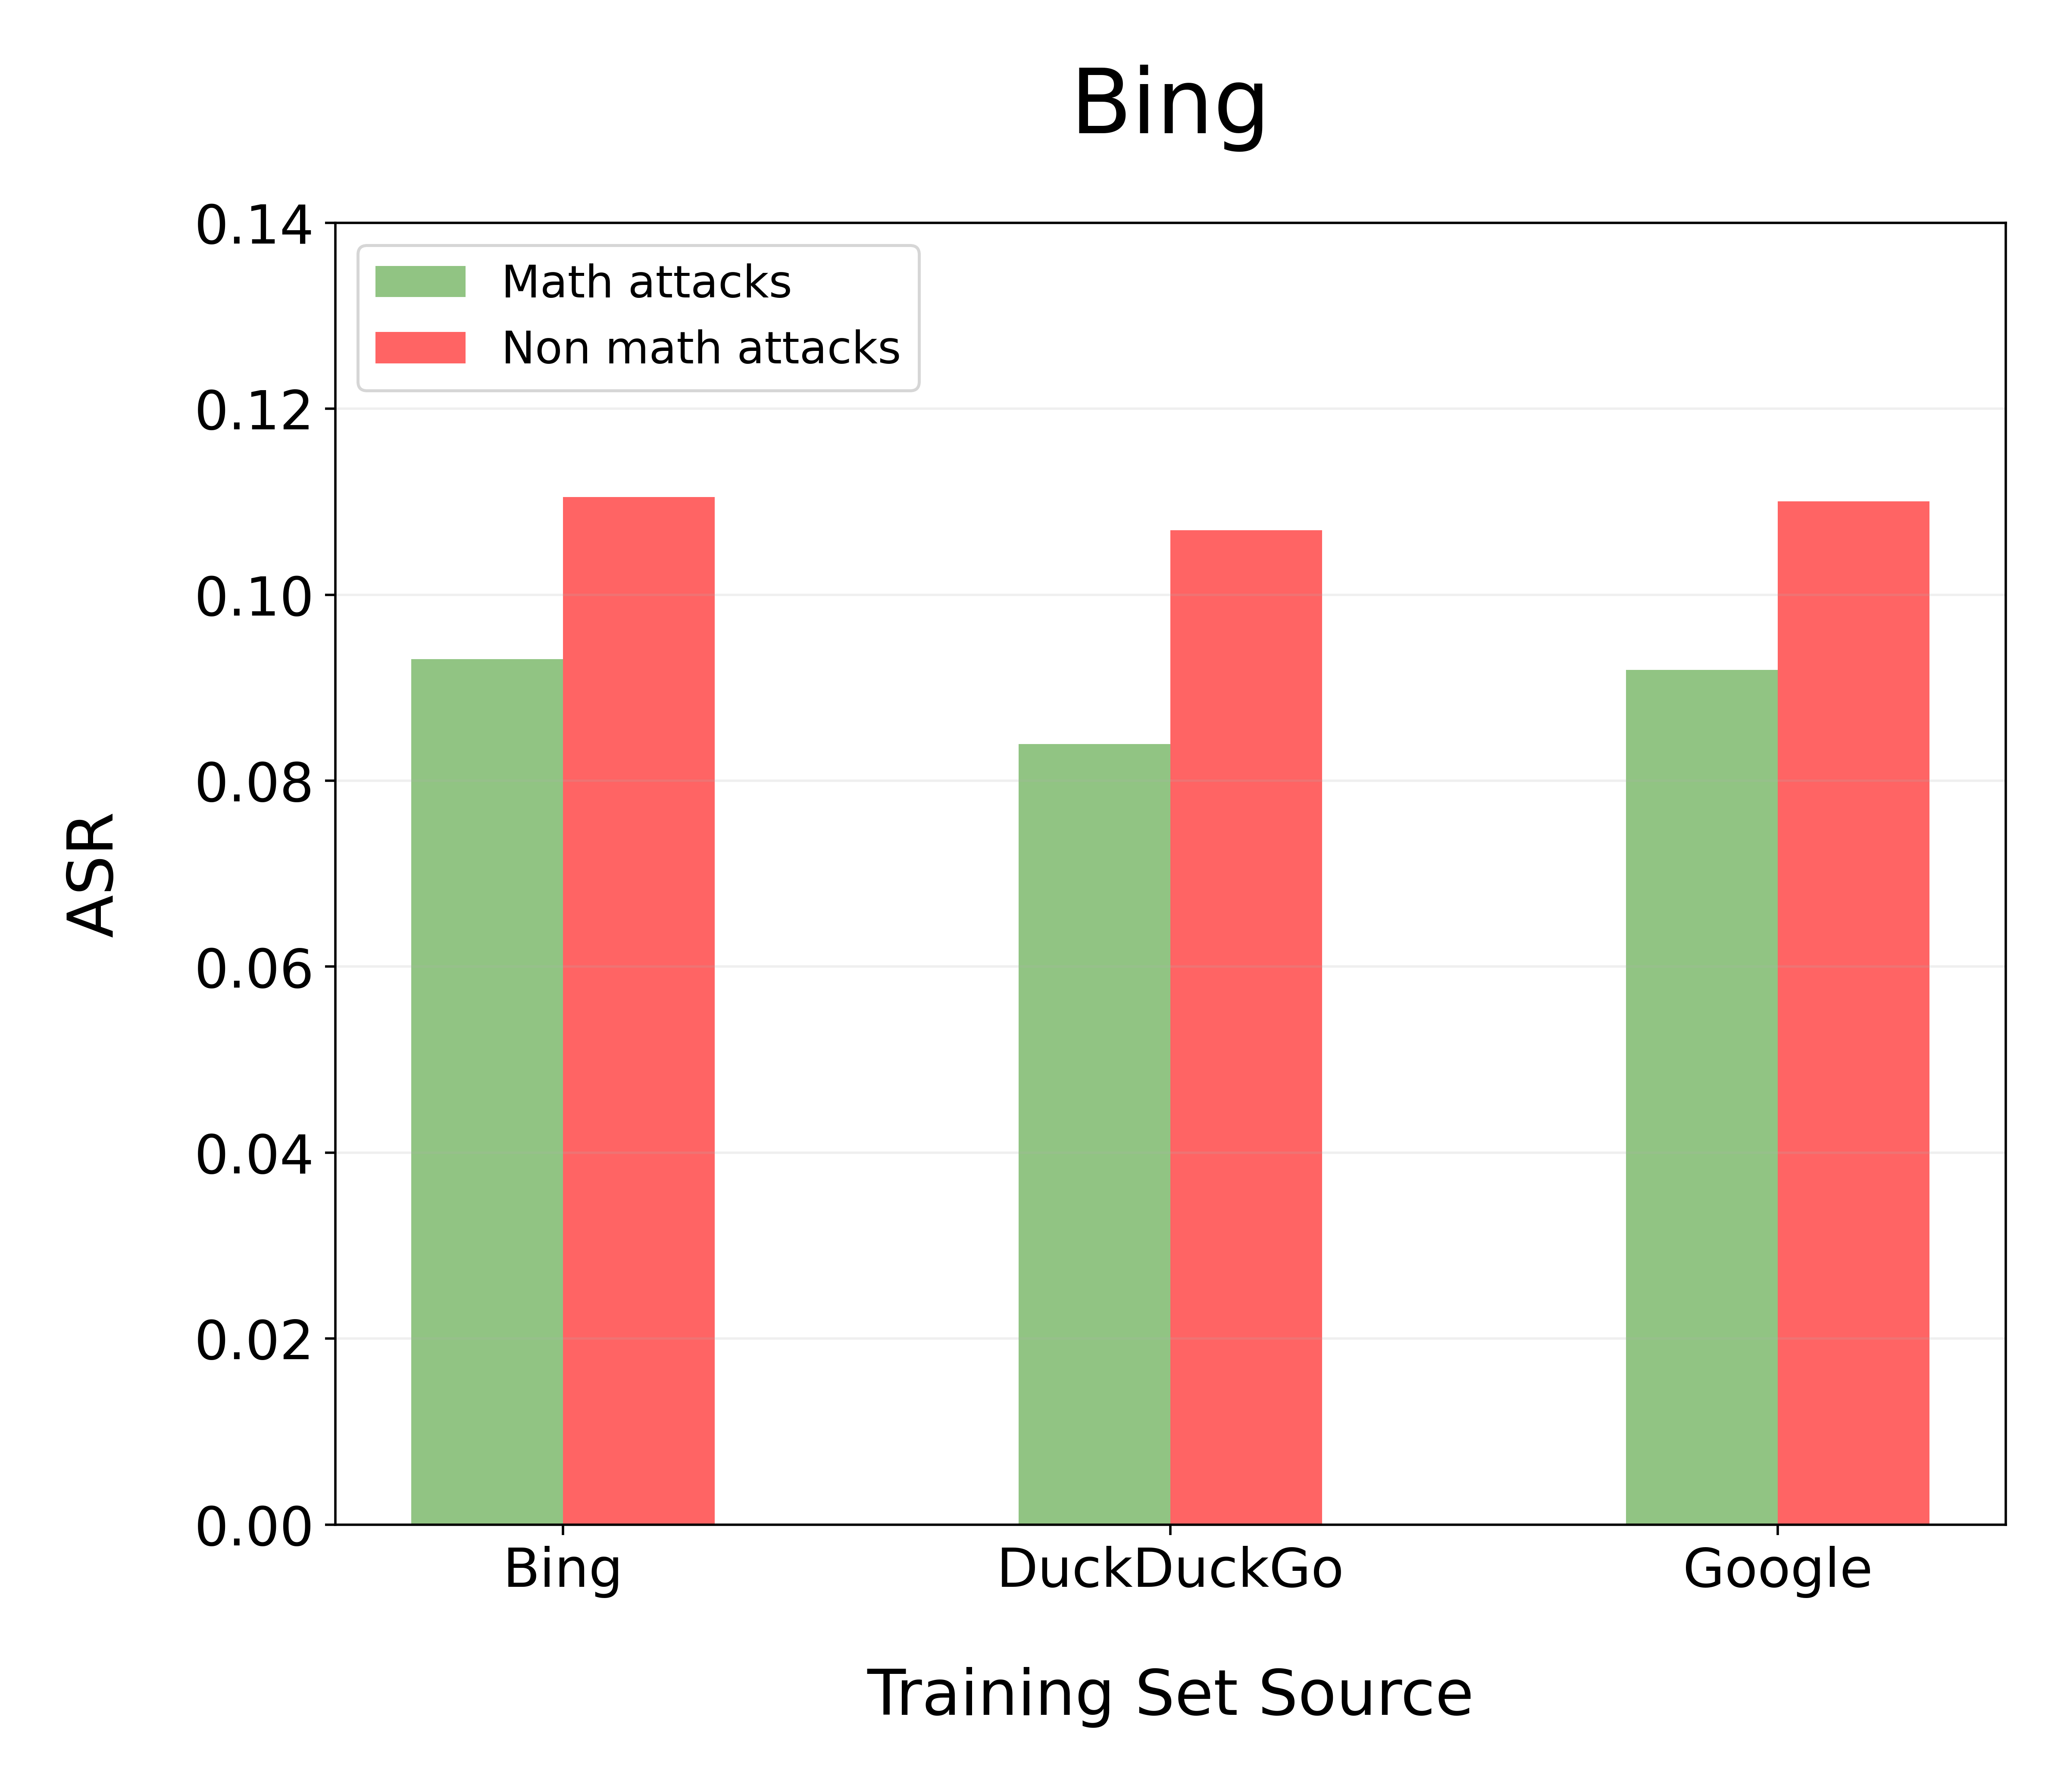 Bing
0.14
0.12
0.10
0.08
0.06
0.04
0.02
0.00
ASR
Math attacks
Non math attacks
Bing
DuckDuckGo
Google
Training Set Source